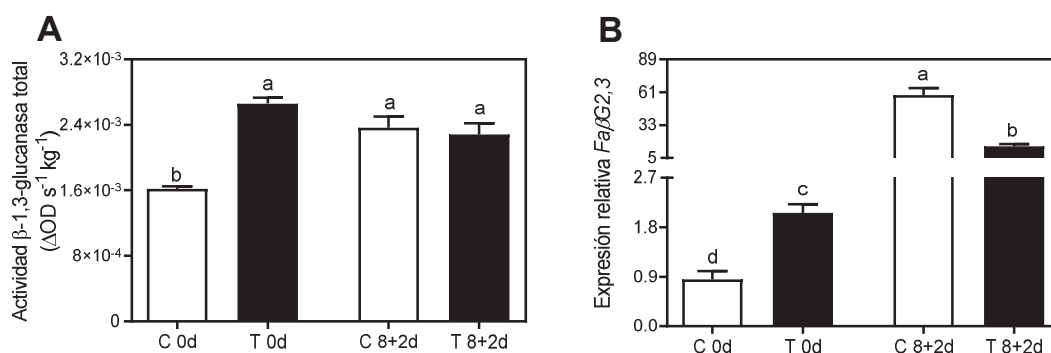 A
Actividad β-1,3-glucanasa total
(ΔOD s⁻¹ kg⁻¹)
3.2×10⁻³
2.4×10⁻³
1.6×10⁻³
8×10⁻⁴
0
b
a
a
a
C 0d
T 0d
C 8+2d
T 8+2d
B
Expresión relativa FaβG2,3
89
61
33
5
2.7
1.8
0.9
0.0
d
c
a
b
C 0d
T 0d
C 8+2d
T 8+2d